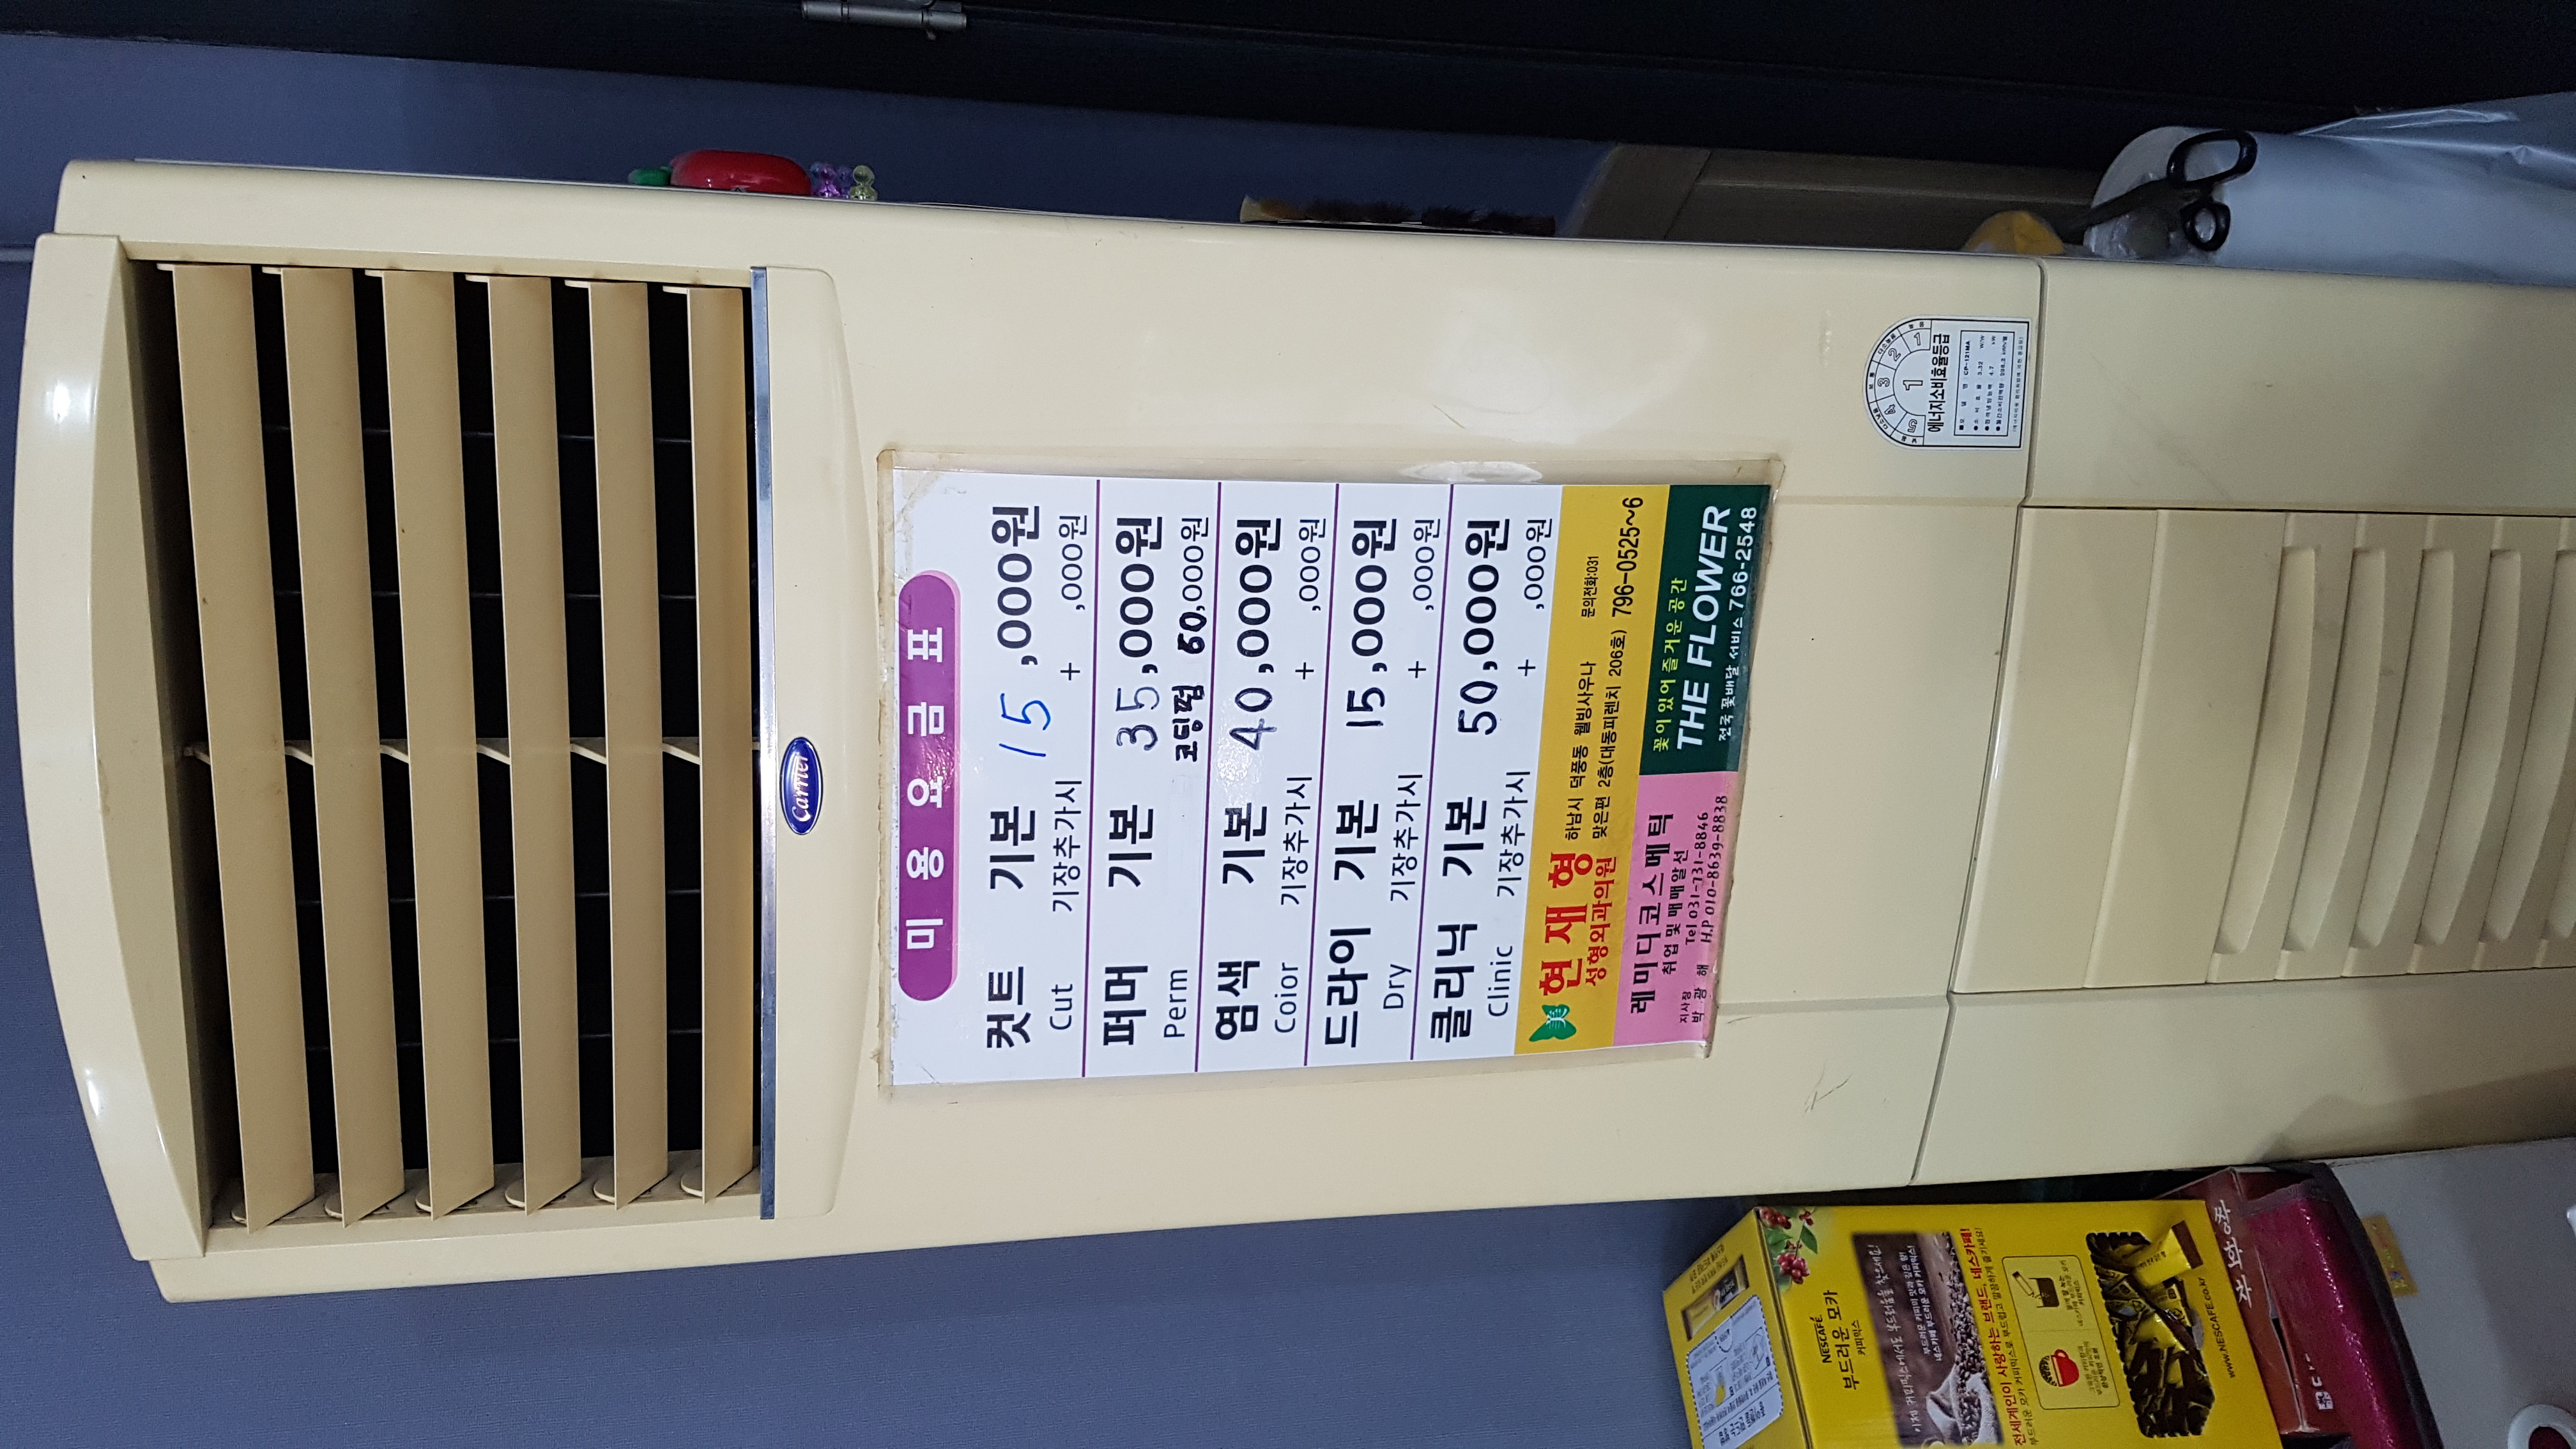 Carrier
미용요금표
컷트 기본 15,000원
Cut 기장추가시 + ,000원
퍼머 기본 35,000원
Perm 코팅펌 60,000원
염색 기본 40,000원
Coior 기장추가시 + ,000원
드라이 기본 15,000원
Dry 기장추가시 + ,000원
클리닉 기본 50,000원
Clinic 기장추가시 + ,000원
美 현재형
성형외과의원
하남시 덕풍동 웰빙사우나 문의전화:031
맞은편 2층(대동피렌치 206호) 796-0525~6
레미디코스메틱
취업 및 매매알선
지사장 Tel 031-731-8846
박광해 H.P 010-8639-8838
꽃이 있어 즐거운 공간
THE FLOWER
전국 꽃배달 서비스 766-2548
1 2 3 4 5
1
에너지소비효율등급
CP-131MA
NESCAFÉ
부드러운 모카
커피믹스
전세계인이 사랑하는 브랜드, 네스카페!
www.NESCAFE.co.kr